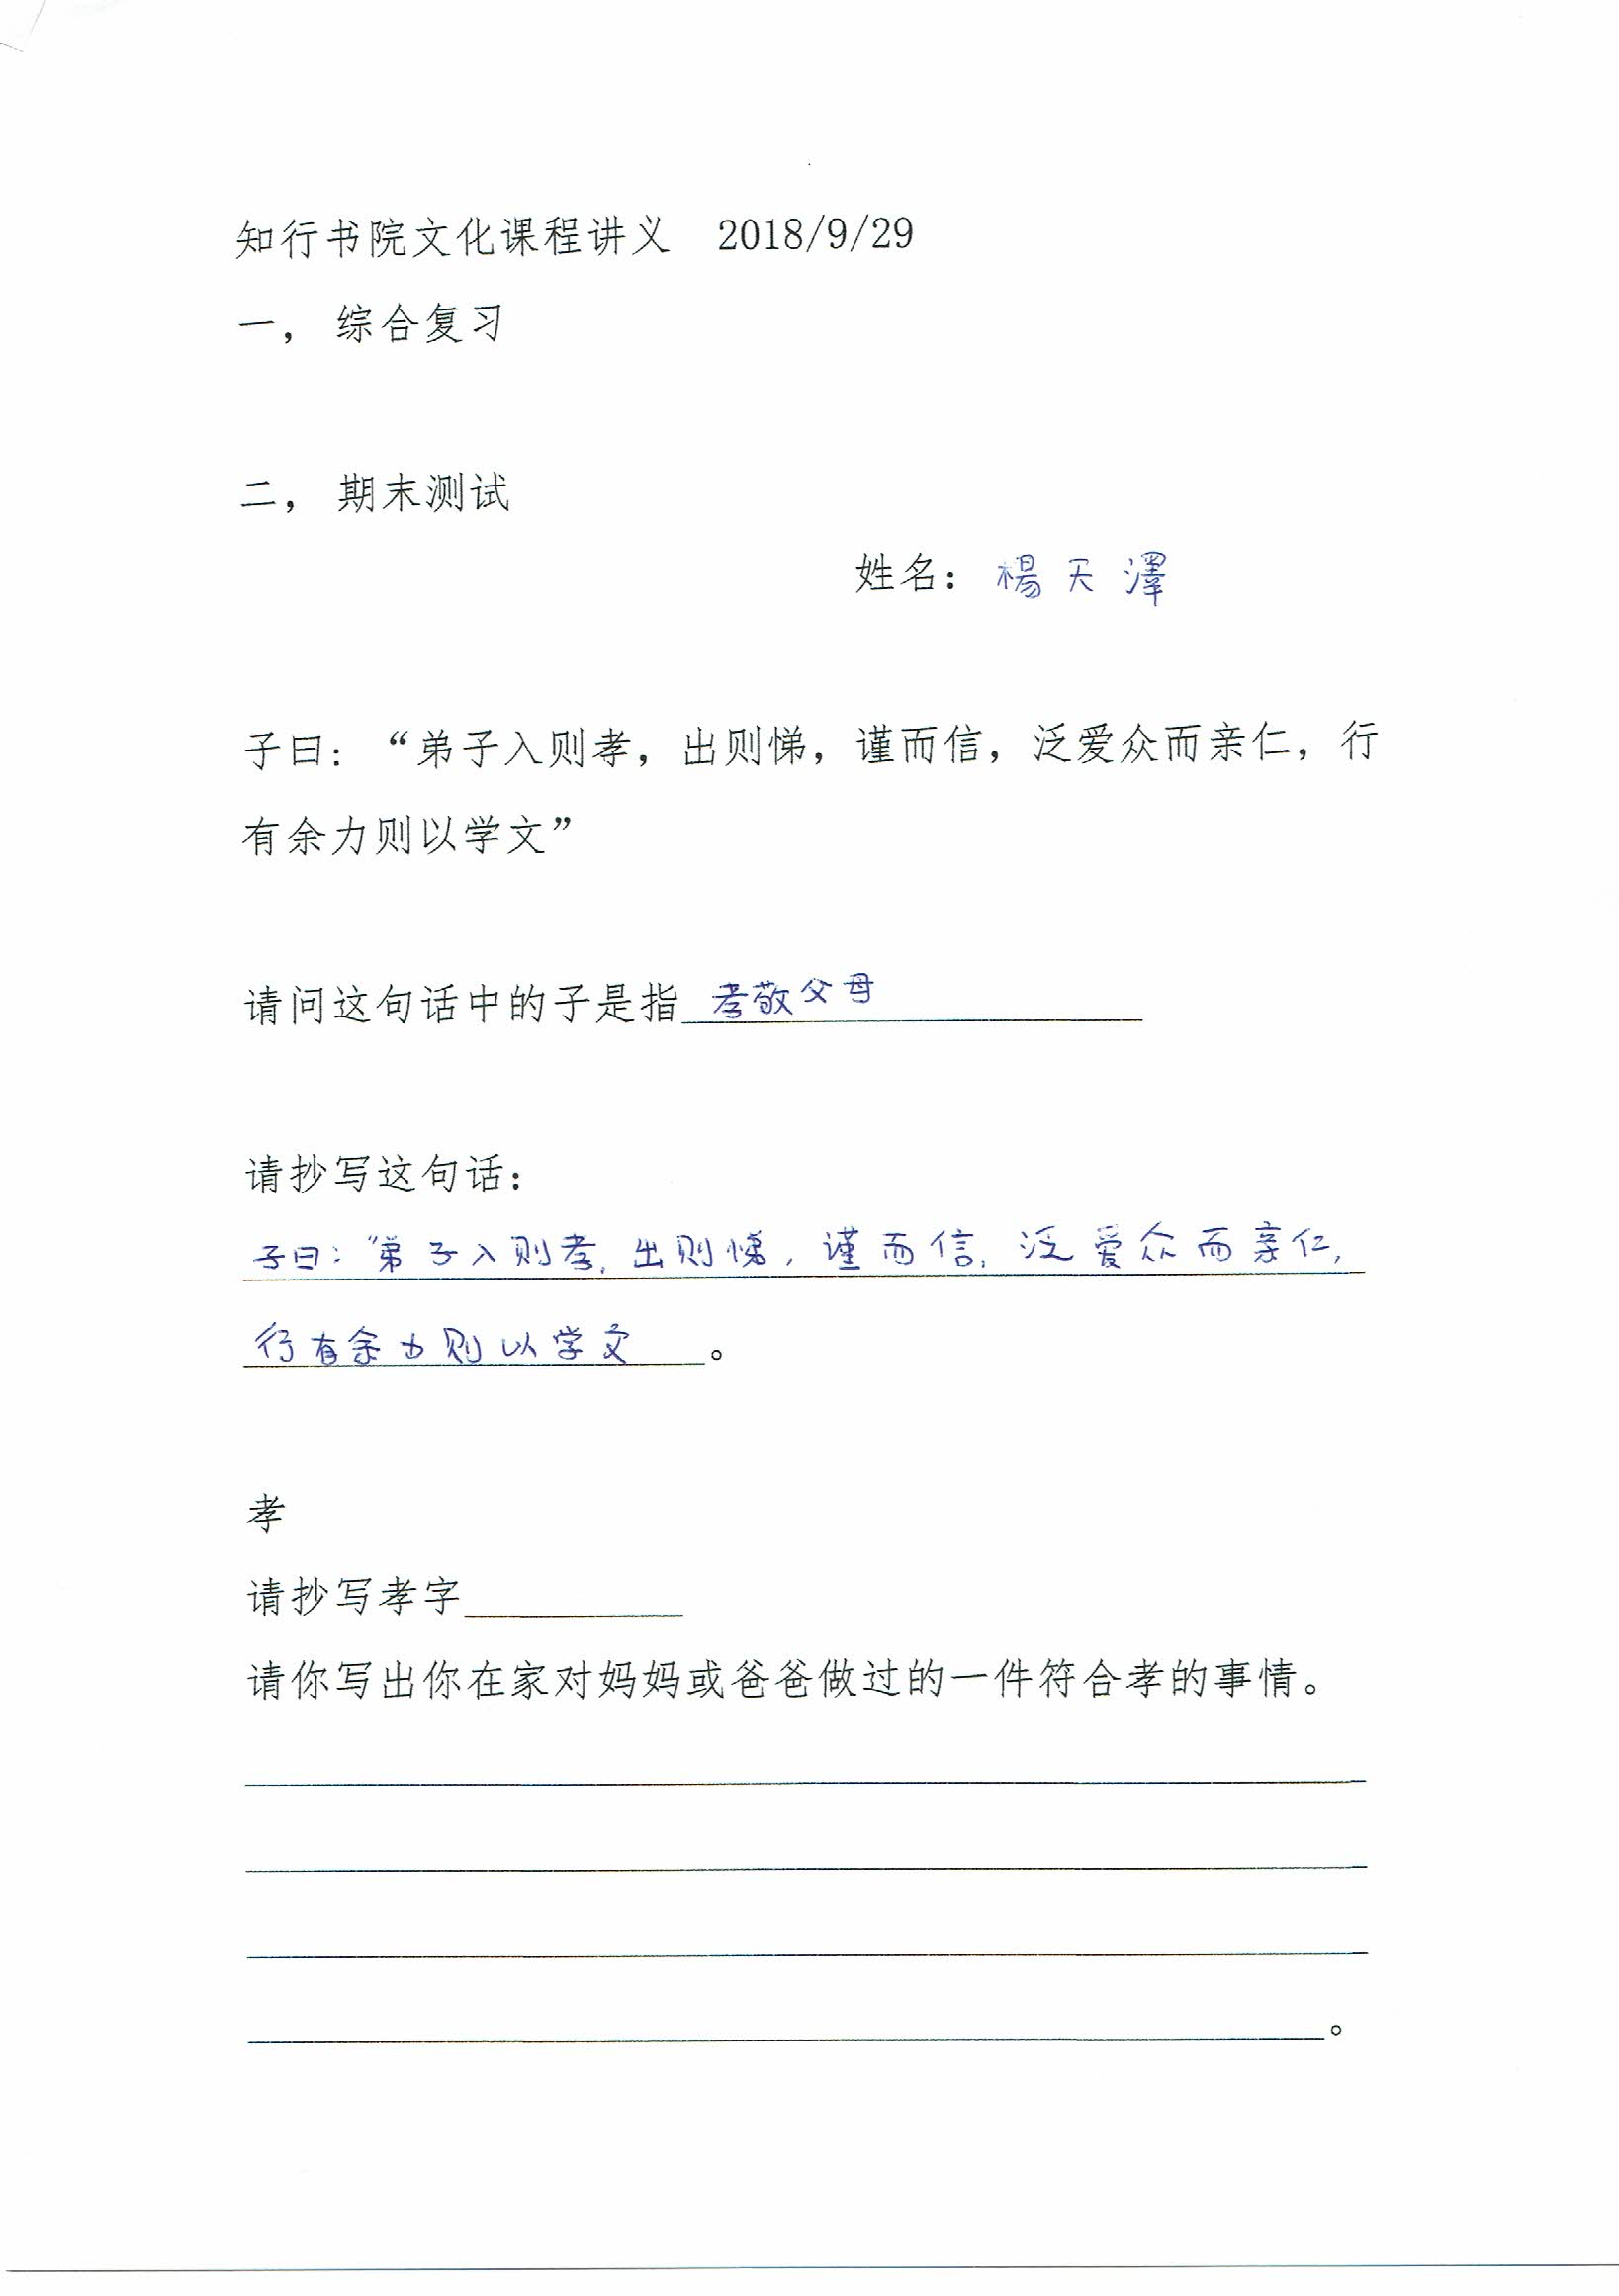 知行书院文化课程讲义 2018/9/29
一， 综合复习
二， 期末测试
姓名： 楊天澤
子曰：“弟子入则孝，出则悌，谨而信，泛爱众而亲仁，行
有余力则以学文”
请问这句话中的子是指 孝敬父母
请抄写这句话：
子曰：“弟子入则孝，出则悌，谨而信，泛爱众而亲仁，
行有余力则以学文。
孝
请抄写孝字
请你写出你在家对妈妈或爸爸做过的一件符合孝的事情。
。